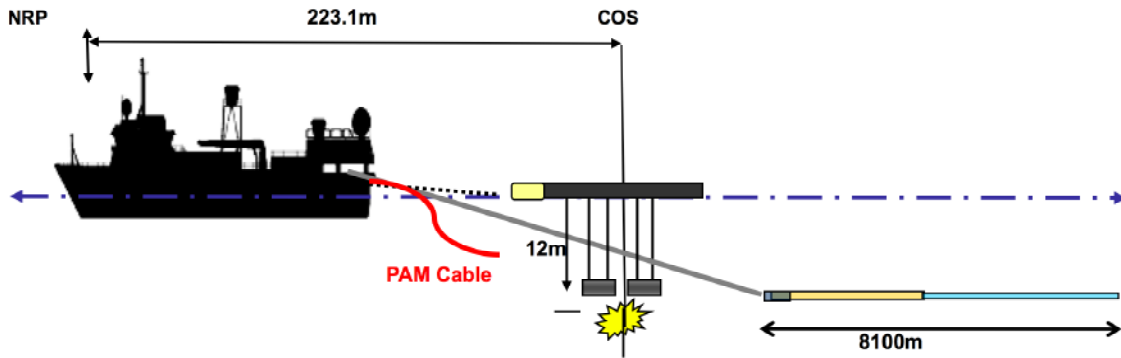 NRP
223.1m
COS
12m
PAM Cable
8100m